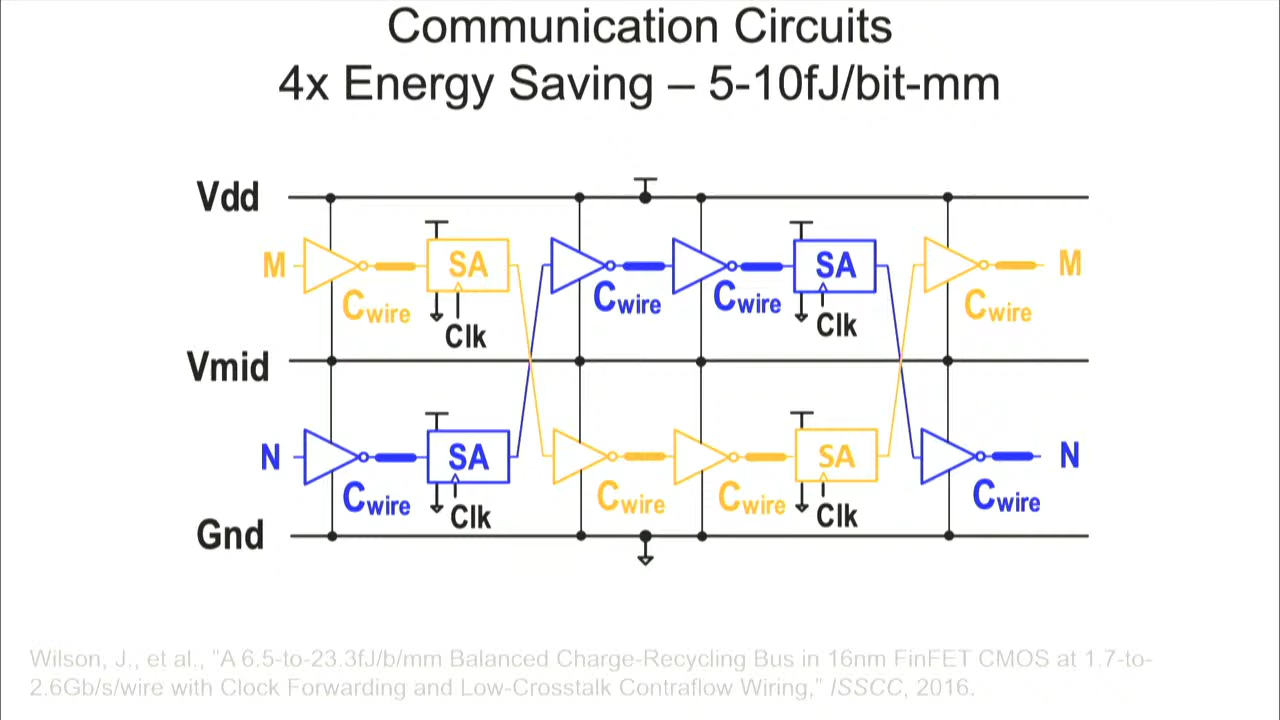 Communication Circuits
4x Energy Saving – 5-10fJ/bit-mm
Vdd
M SA SA M
Cwire Cwire Cwire Cwire
Clk Clk
Vmid
N SA SA N
Cwire Cwire Cwire Cwire
Clk Clk
Gnd
Wilson, J., et al., "A 6.5-to-23.3fJ/b/mm Balanced Charge-Recycling Bus in 16nm FinFET CMOS at 1.7-to-
2.6Gb/s/wire with Clock Forwarding and Low-Crosstalk Contraflow Wiring," ISSCC, 2016.